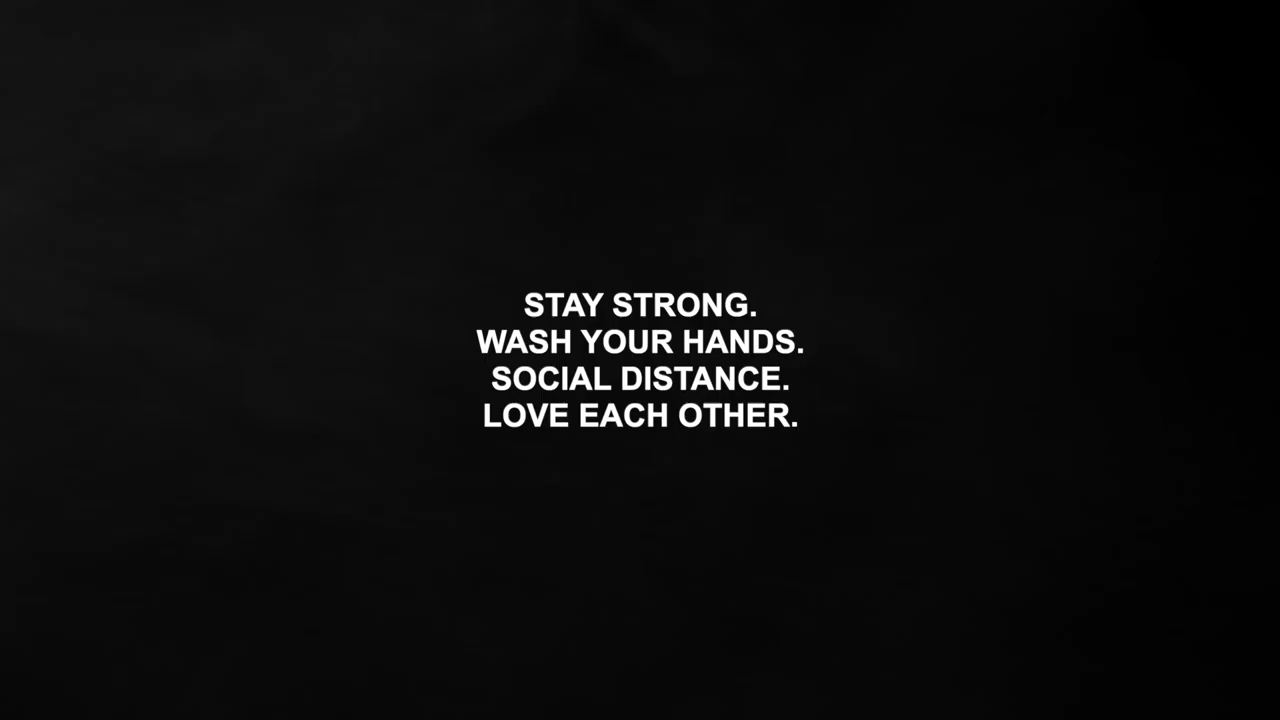 STAY STRONG.
WASH YOUR HANDS.
SOCIAL DISTANCE.
LOVE EACH OTHER.